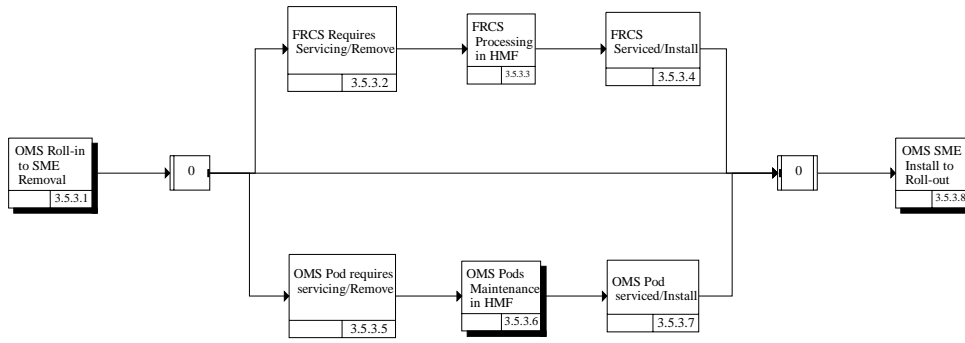 FRCS Requires
Servicing/Remove
3.5.3.2
FRCS
Processing
in HMF
3.5.3.3
FRCS
Serviced/Install
3.5.3.4
OMS Roll-in
to SME
Removal
3.5.3.1
0
0
OMS SME
Install to
Roll-out
3.5.3.8
OMS Pod requires
servicing/Remove
3.5.3.5
OMS Pods
Maintenance
in HMF
3.5.3.6
OMS Pod
serviced/Install
3.5.3.7